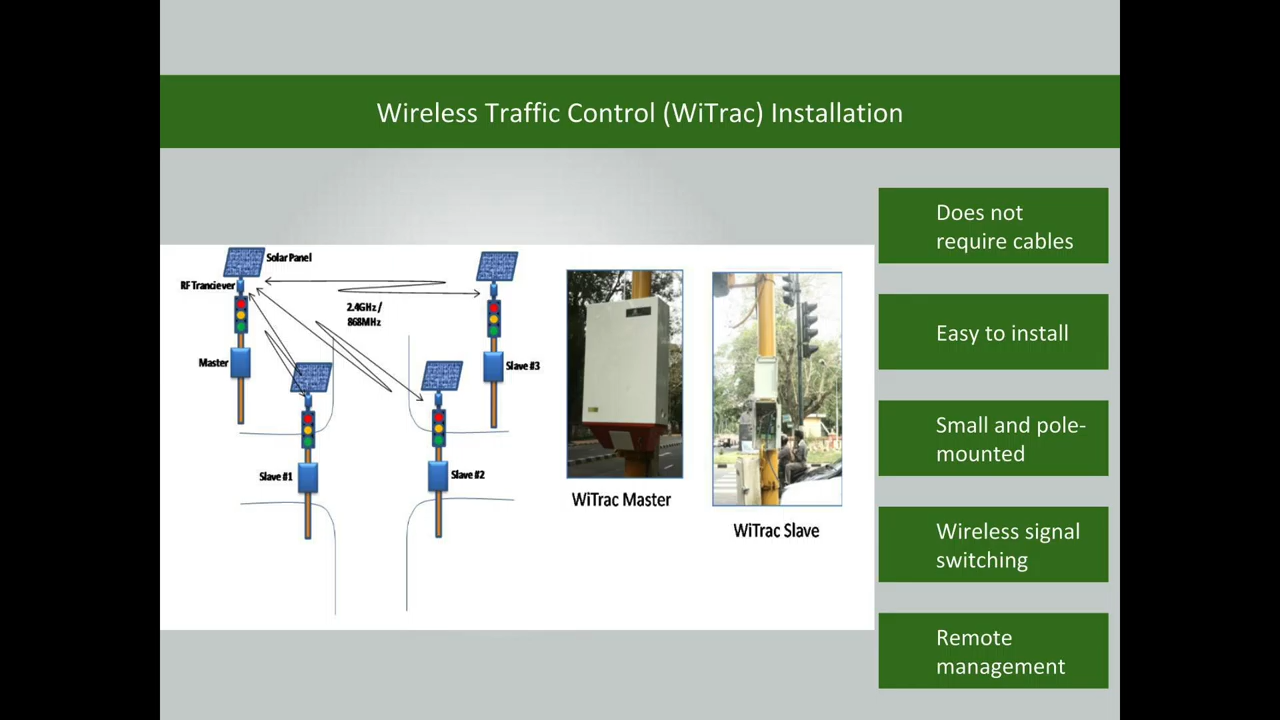 Wireless Traffic Control (WiTrac) Installation
Solar Panel
RF Tranciever
2.4GHz /
868MHz
Master
Slave #3
Slave #1
Slave #2
WiTrac Master
WiTrac Slave
Does not
require cables
Easy to install
Small and pole-
mounted
Wireless signal
switching
Remote
management